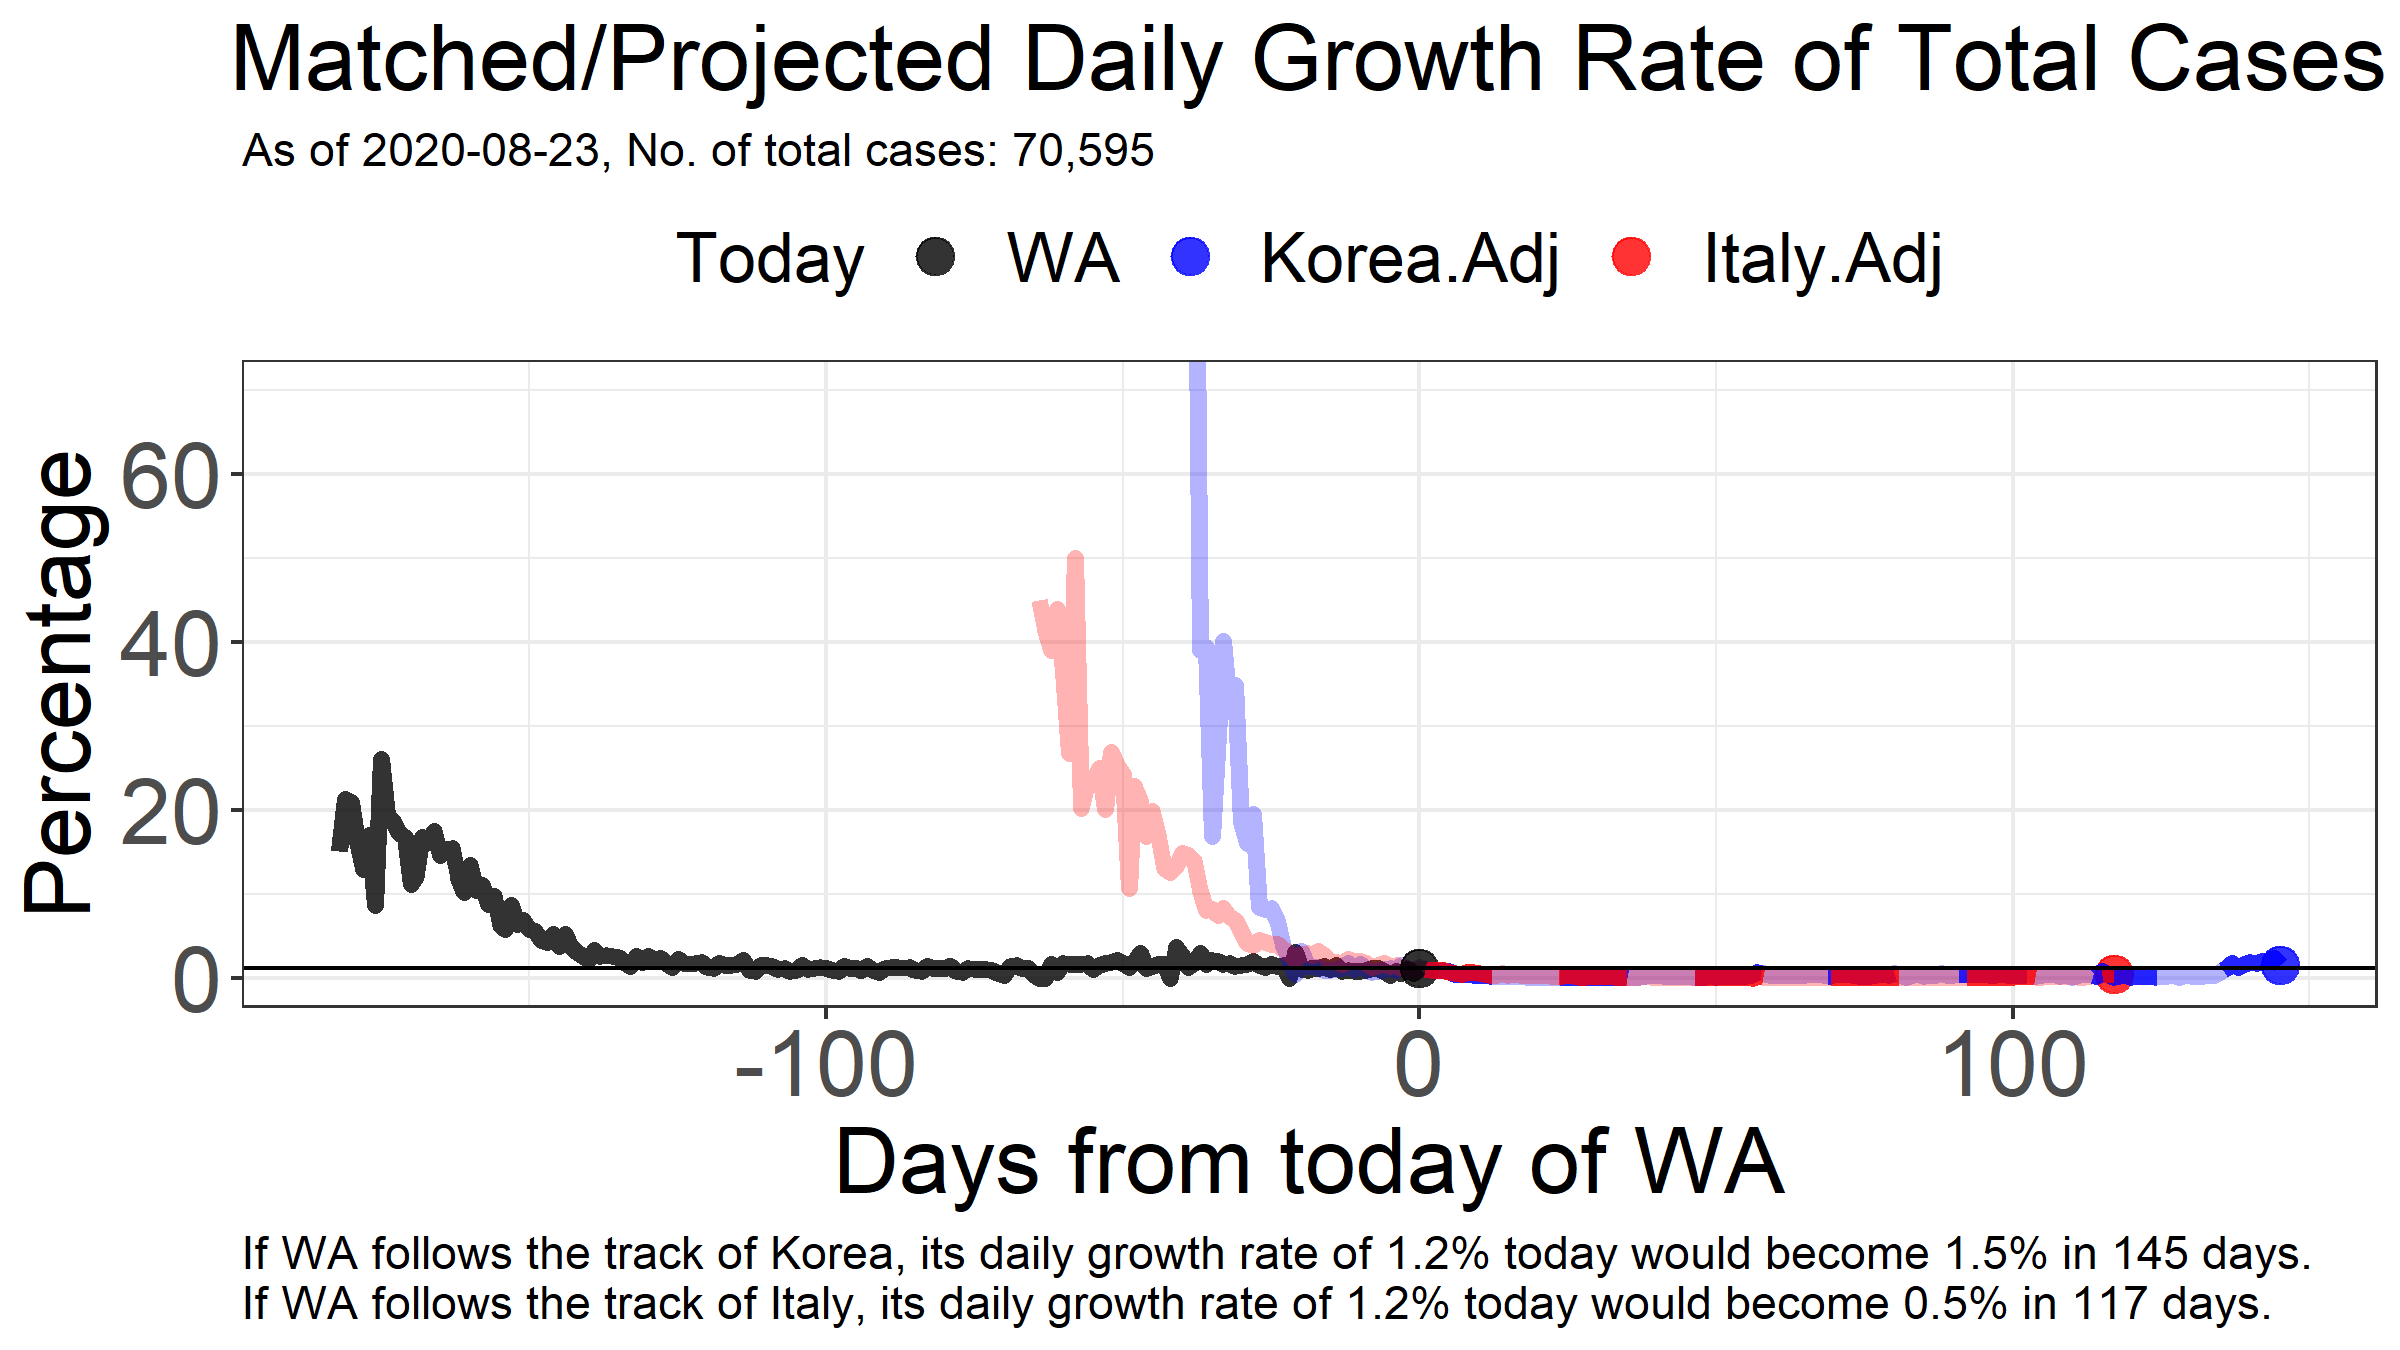 Matched/Projected Daily Growth Rate of Total Cases
As of 2020-08-23, No. of total cases: 70,595
Today WA Korea.Adj Italy.Adj
Percentage
60
40
20
0
-100 0 100
Days from today of WA
If WA follows the track of Korea, its daily growth rate of 1.2% today would become 1.5% in 145 days.
If WA follows the track of Italy, its daily growth rate of 1.2% today would become 0.5% in 117 days.